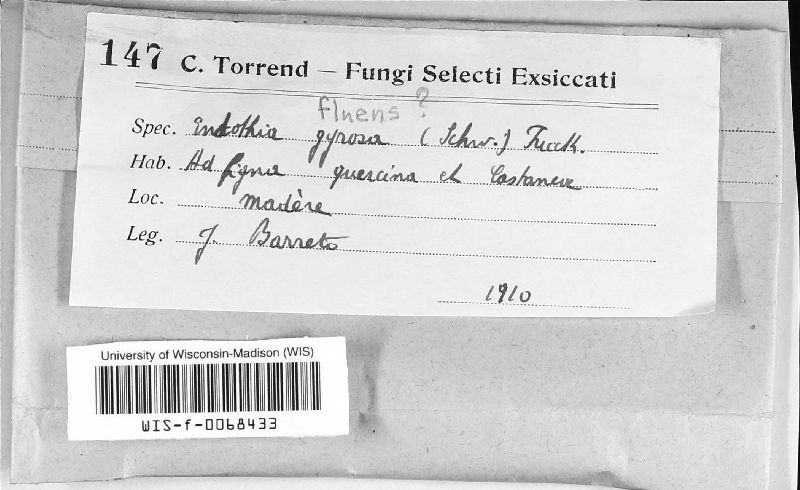 147 C. Torrend — Fungi Selecti Exsiccati
fluens?
Spec. Endothia gyrosa (Schw.) Fuck.
Hab. Ad ligna quercina et Castaneæ
Loc. Madère
Leg. J. Barreto
1910
University of Wisconsin-Madison (WIS)
WIS-f-0068433